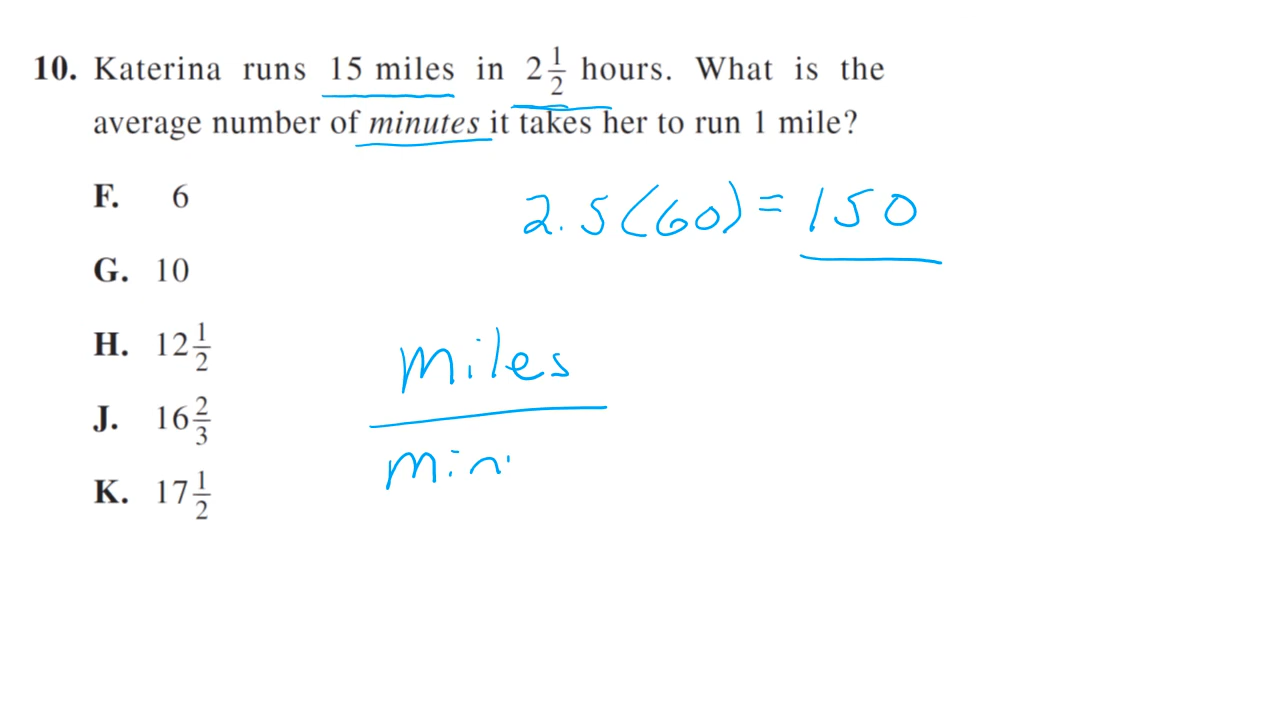 10. Katerina runs 15 miles in 2 1/2 hours. What is the
average number of minutes it takes her to run 1 mile?
F. 6
2.5(60) = 150
G. 10
H. 12 1/2
miles
J. 16 2/3
min
K. 17 1/2